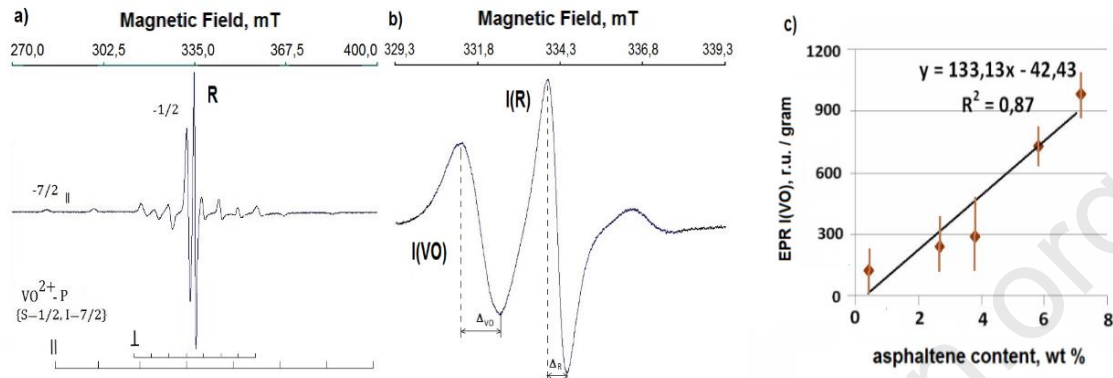 a)
Magnetic Field, mT
270,0 302,5 335,0 367,5 400,0
R
-1/2
-7/2 ||
VO2+-P
{S–1/2. I–7/2}
⊥
||
b)
Magnetic Field, mT
329,3 331,8 334,3 336,8 339,3
I(R)
I(VO)
ΔVO
ΔR
c)
1200
y = 133,13x - 42,43
R2 = 0,87
900
600
300
0
0 2 4 6 8
EPR I(VO), r.u. / gram
asphaltene content, wt %